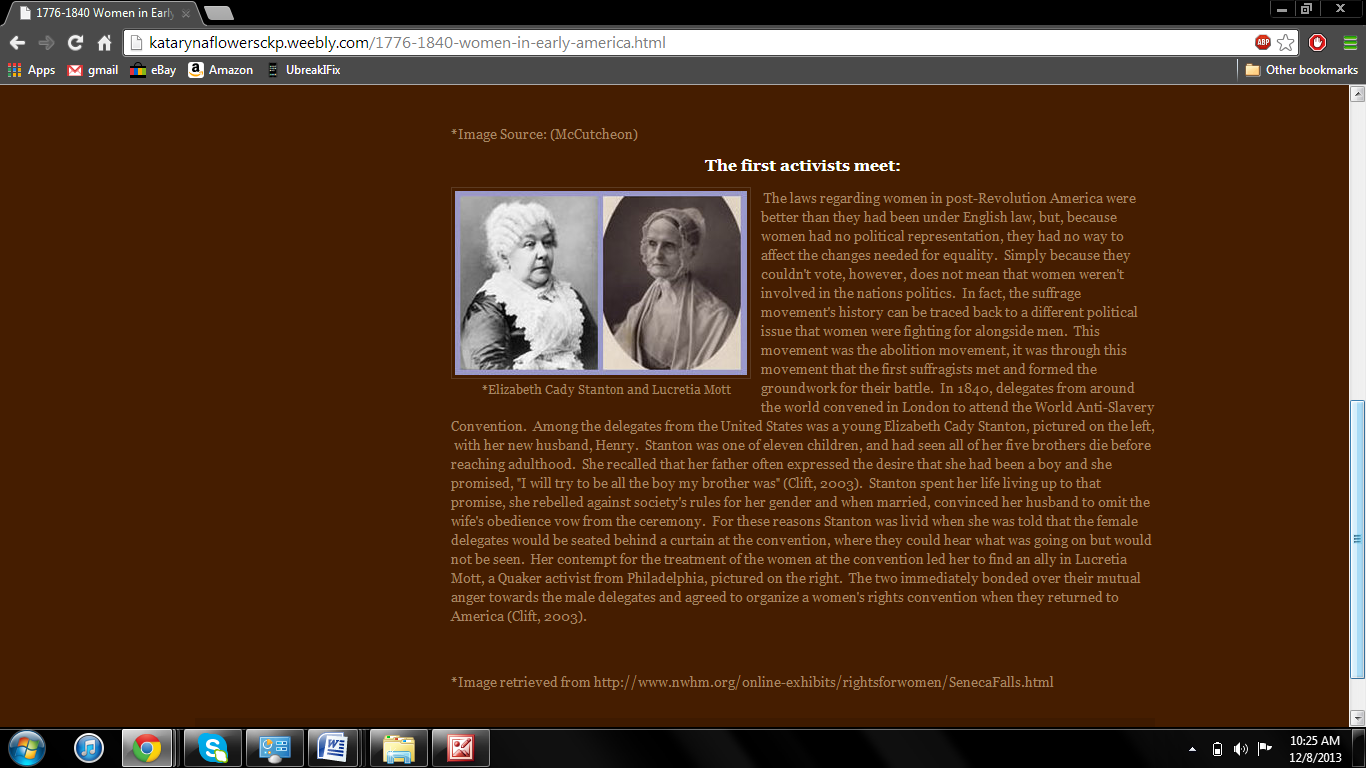 1776-1840 Women in Early
katarynaflowersckp.weebly.com/1776-1840-women-in-early-america.html
ABP
Apps gmail eBay Amazon UbreakIFix Other bookmarks
*Image Source: (McCutcheon)
The first activists meet:
The laws regarding women in post-Revolution America were
better than they had been under English law, but, because
women had no political representation, they had no way to
affect the changes needed for equality.  Simply because they
couldn't vote, however, does not mean that women weren't
involved in the nations politics.  In fact, the suffrage
movement's history can be traced back to a different political
issue that women were fighting for alongside men.  This
movement was the abolition movement, it was through this
movement that the first suffragists met and formed the
groundwork for their battle.  In 1840, delegates from around
the world convened in London to attend the World Anti-Slavery
*Elizabeth Cady Stanton and Lucretia Mott
Convention.  Among the delegates from the United States was a young Elizabeth Cady Stanton, pictured on the left,
with her new husband, Henry.  Stanton was one of eleven children, and had seen all of her five brothers die before
reaching adulthood.  She recalled that her father often expressed the desire that she had been a boy and she
promised, "I will try to be all the boy my brother was" (Clift, 2003).  Stanton spent her life living up to that
promise, she rebelled against society's rules for her gender and when married, convinced her husband to omit the
wife's obedience vow from the ceremony.  For these reasons Stanton was livid when she was told that the female
delegates would be seated behind a curtain at the convention, where they could hear what was going on but would
not be seen.  Her contempt for the treatment of the women at the convention led her to find an ally in Lucretia
Mott, a Quaker activist from Philadelphia, pictured on the right.  The two immediately bonded over their mutual
anger towards the male delegates and agreed to organize a women's rights convention when they returned to
America (Clift, 2003).
*Image retrieved from http://www.nwhm.org/online-exhibits/rightsforwomen/SenecaFalls.html
10:25 AM
12/8/2013